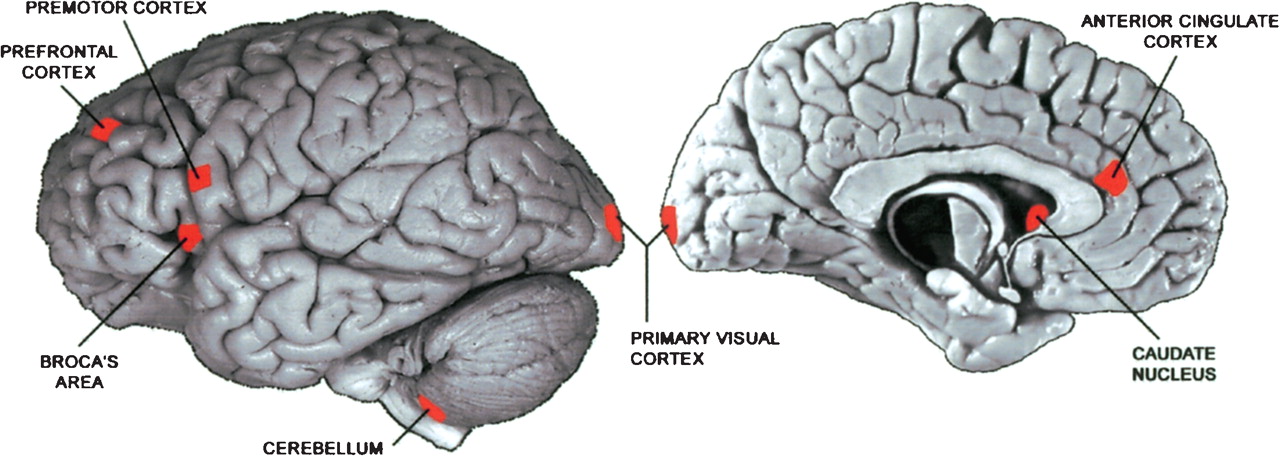 PREMOTOR CORTEX
PREFRONTAL
CORTEX
ANTERIOR CINGULATE
CORTEX
BROCA'S
AREA
PRIMARY VISUAL
CORTEX
CAUDATE
NUCLEUS
CEREBELLUM